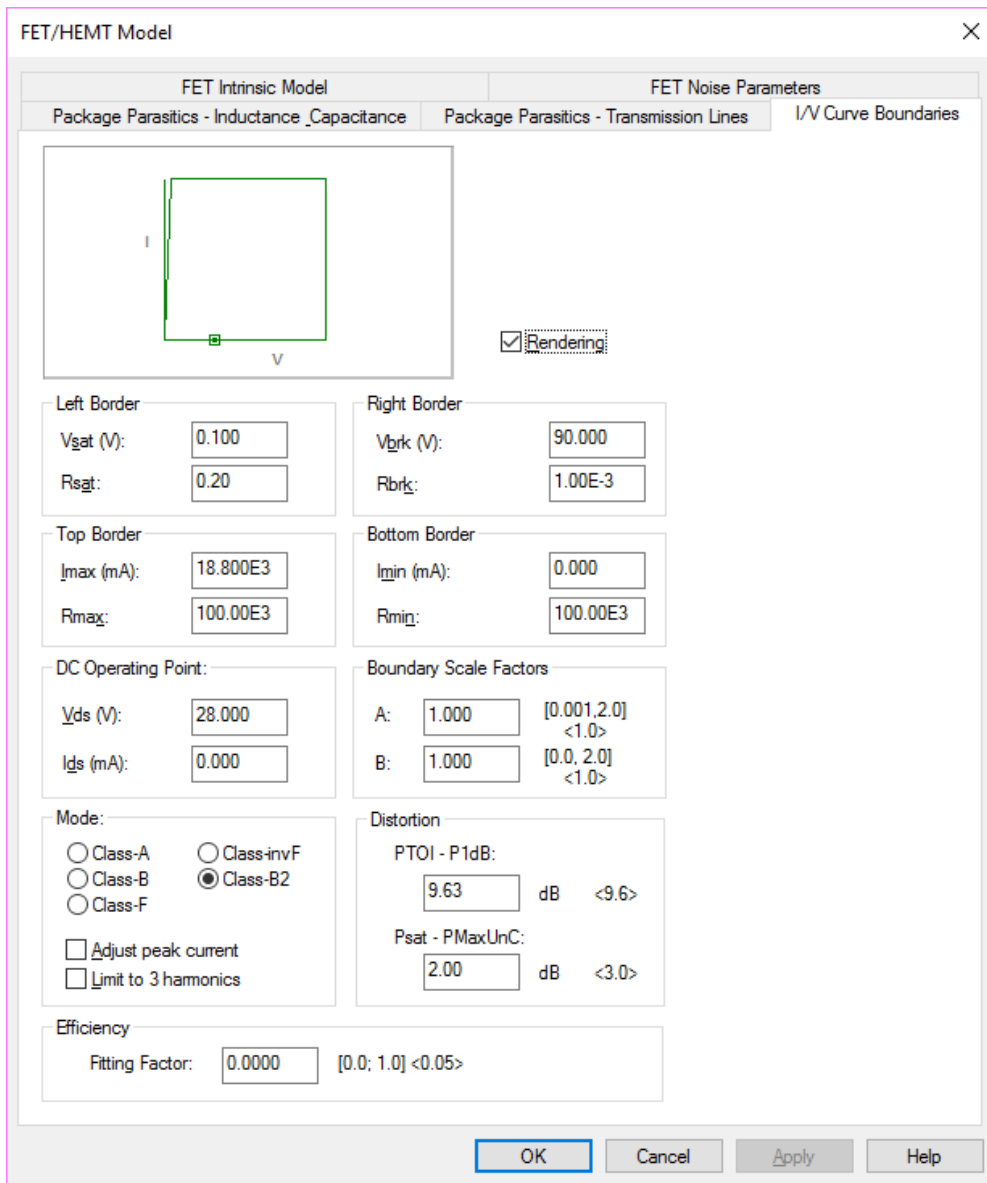 FET/HEMT Model
FET Intrinsic Model
FET Noise Parameters
Package Parasitics - Inductance_Capacitance
Package Parasitics - Transmission Lines
I/V Curve Boundaries
I
V
Rendering
Left Border
Vsat (V): 0.100
Rsat: 0.20
Right Border
Vbrk (V): 90.000
Rbrk: 1.00E-3
Top Border
Imax (mA): 18.800E3
Rmax: 100.00E3
Bottom Border
Imin (mA): 0.000
Rmin: 100.00E3
DC Operating Point:
Vds (V): 28.000
Ids (mA): 0.000
Boundary Scale Factors
A: 1.000 [0.001,2.0]
<1.0>
B: 1.000 [0.0, 2.0]
<1.0>
Mode:
Class-A Class-invF
Class-B Class-B2
Class-F
Adjust peak current
Limit to 3 harmonics
Distortion
PTOI - P1dB:
9.63 dB <9.6>
Psat - PMaxUnC:
2.00 dB <3.0>
Efficiency
Fitting Factor: 0.0000 [0.0; 1.0] <0.05>
OK Cancel Apply Help